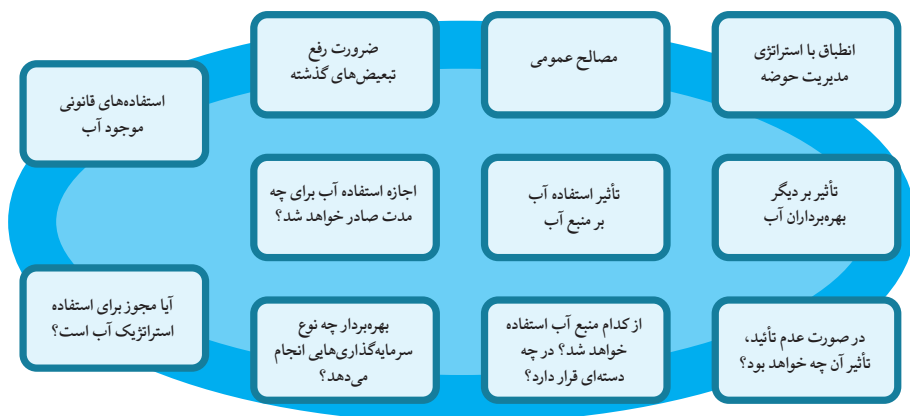 انطباق با استراتژی
مدیریت حوضه
مصالح عمومی
ضرورت رفع
تبعیض‌های گذشته
استفاده‌های قانونی
موجود آب
تأثیر بر دیگر
بهره‌برداران آب
تأثیر استفاده آب
بر منبع آب
اجازه استفاده آب برای چه
مدت صادر خواهد شد؟
در صورت عدم تأئید،
تأثیر آن چه خواهد بود؟
از کدام منبع آب استفاده
خواهد شد؟ در چه
دسته‌ای قرار دارد؟
بهره‌بردار چه نوع
سرمایه‌گذاری‌هایی انجام
می‌دهد؟
آیا مجوز برای استفاده
استراتژیک آب است؟